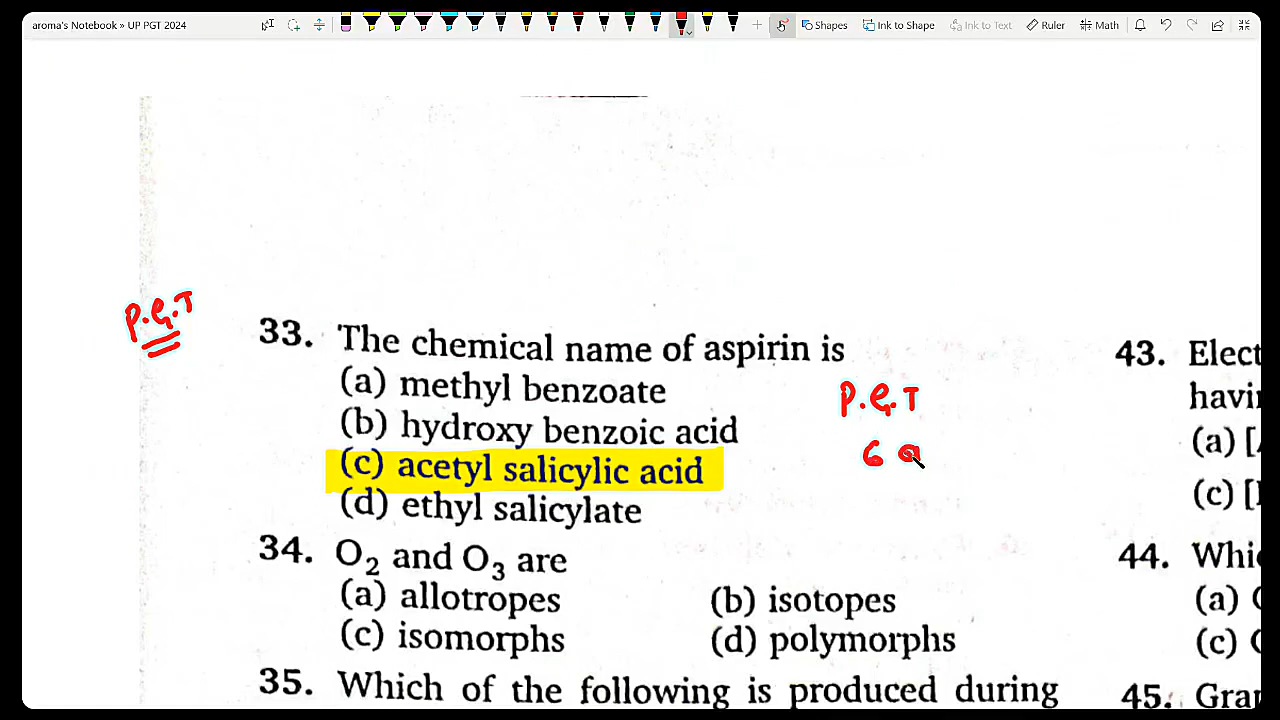 aroma's Notebook » UP PGT 2024
Shapes
Ink to Shape
Ink to Text
Ruler
Math
P.G.T
33. The chemical name of aspirin is
(a) methyl benzoate
(b) hydroxy benzoic acid
(c) acetyl salicylic acid
(d) ethyl salicylate
P.G.T
6
34. O₂ and O₃ are
(a) allotropes (b) isotopes
(c) isomorphs (d) polymorphs
35. Which of the following is produced during
43. Elect
havi
(a) [
(c) [
44. Whi
(a)
(c)
45. Gra